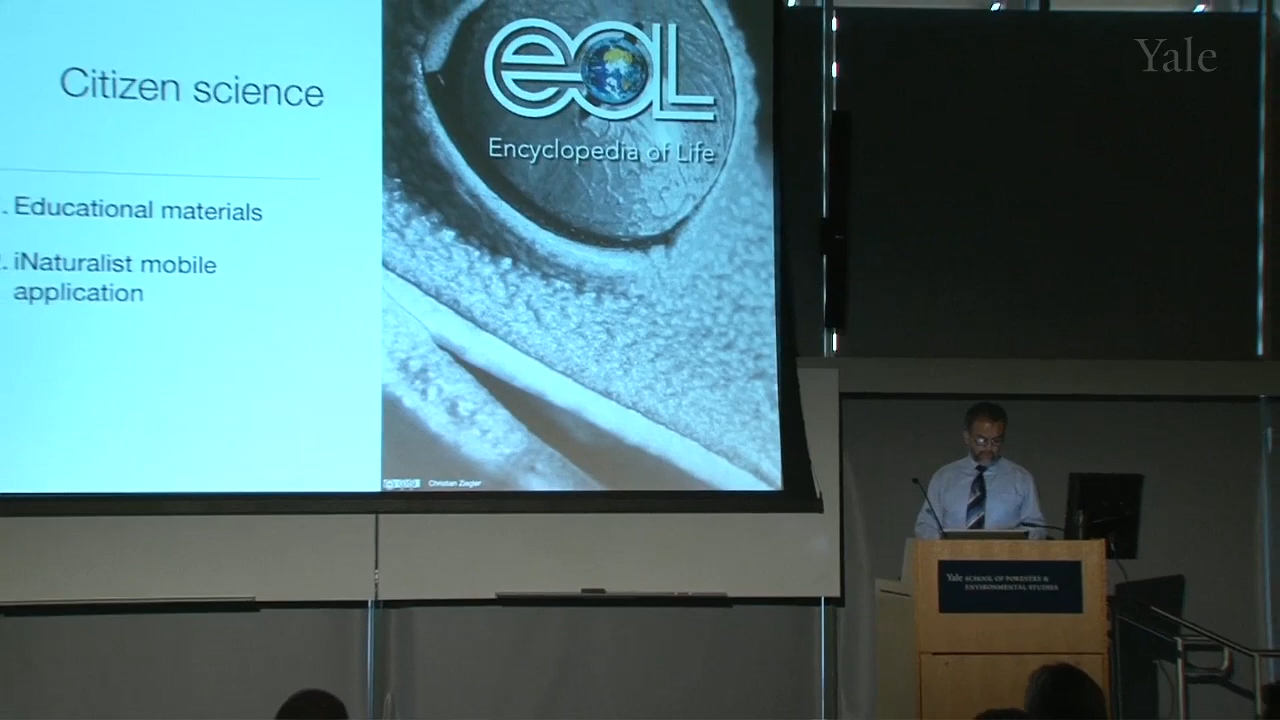 Citizen science
. Educational materials
. iNaturalist mobile
application
eoL
Encyclopedia of Life
Christian Ziegler
Yale
Yale SCHOOL OF FORESTRY &
ENVIRONMENTAL STUDIES